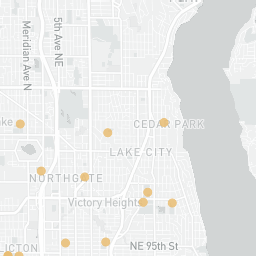 5th Ave NE
Meridian Ave N
CEDAR PARK
LAKE CITY
NORTHGATE
Victory Heights
NE 95th St